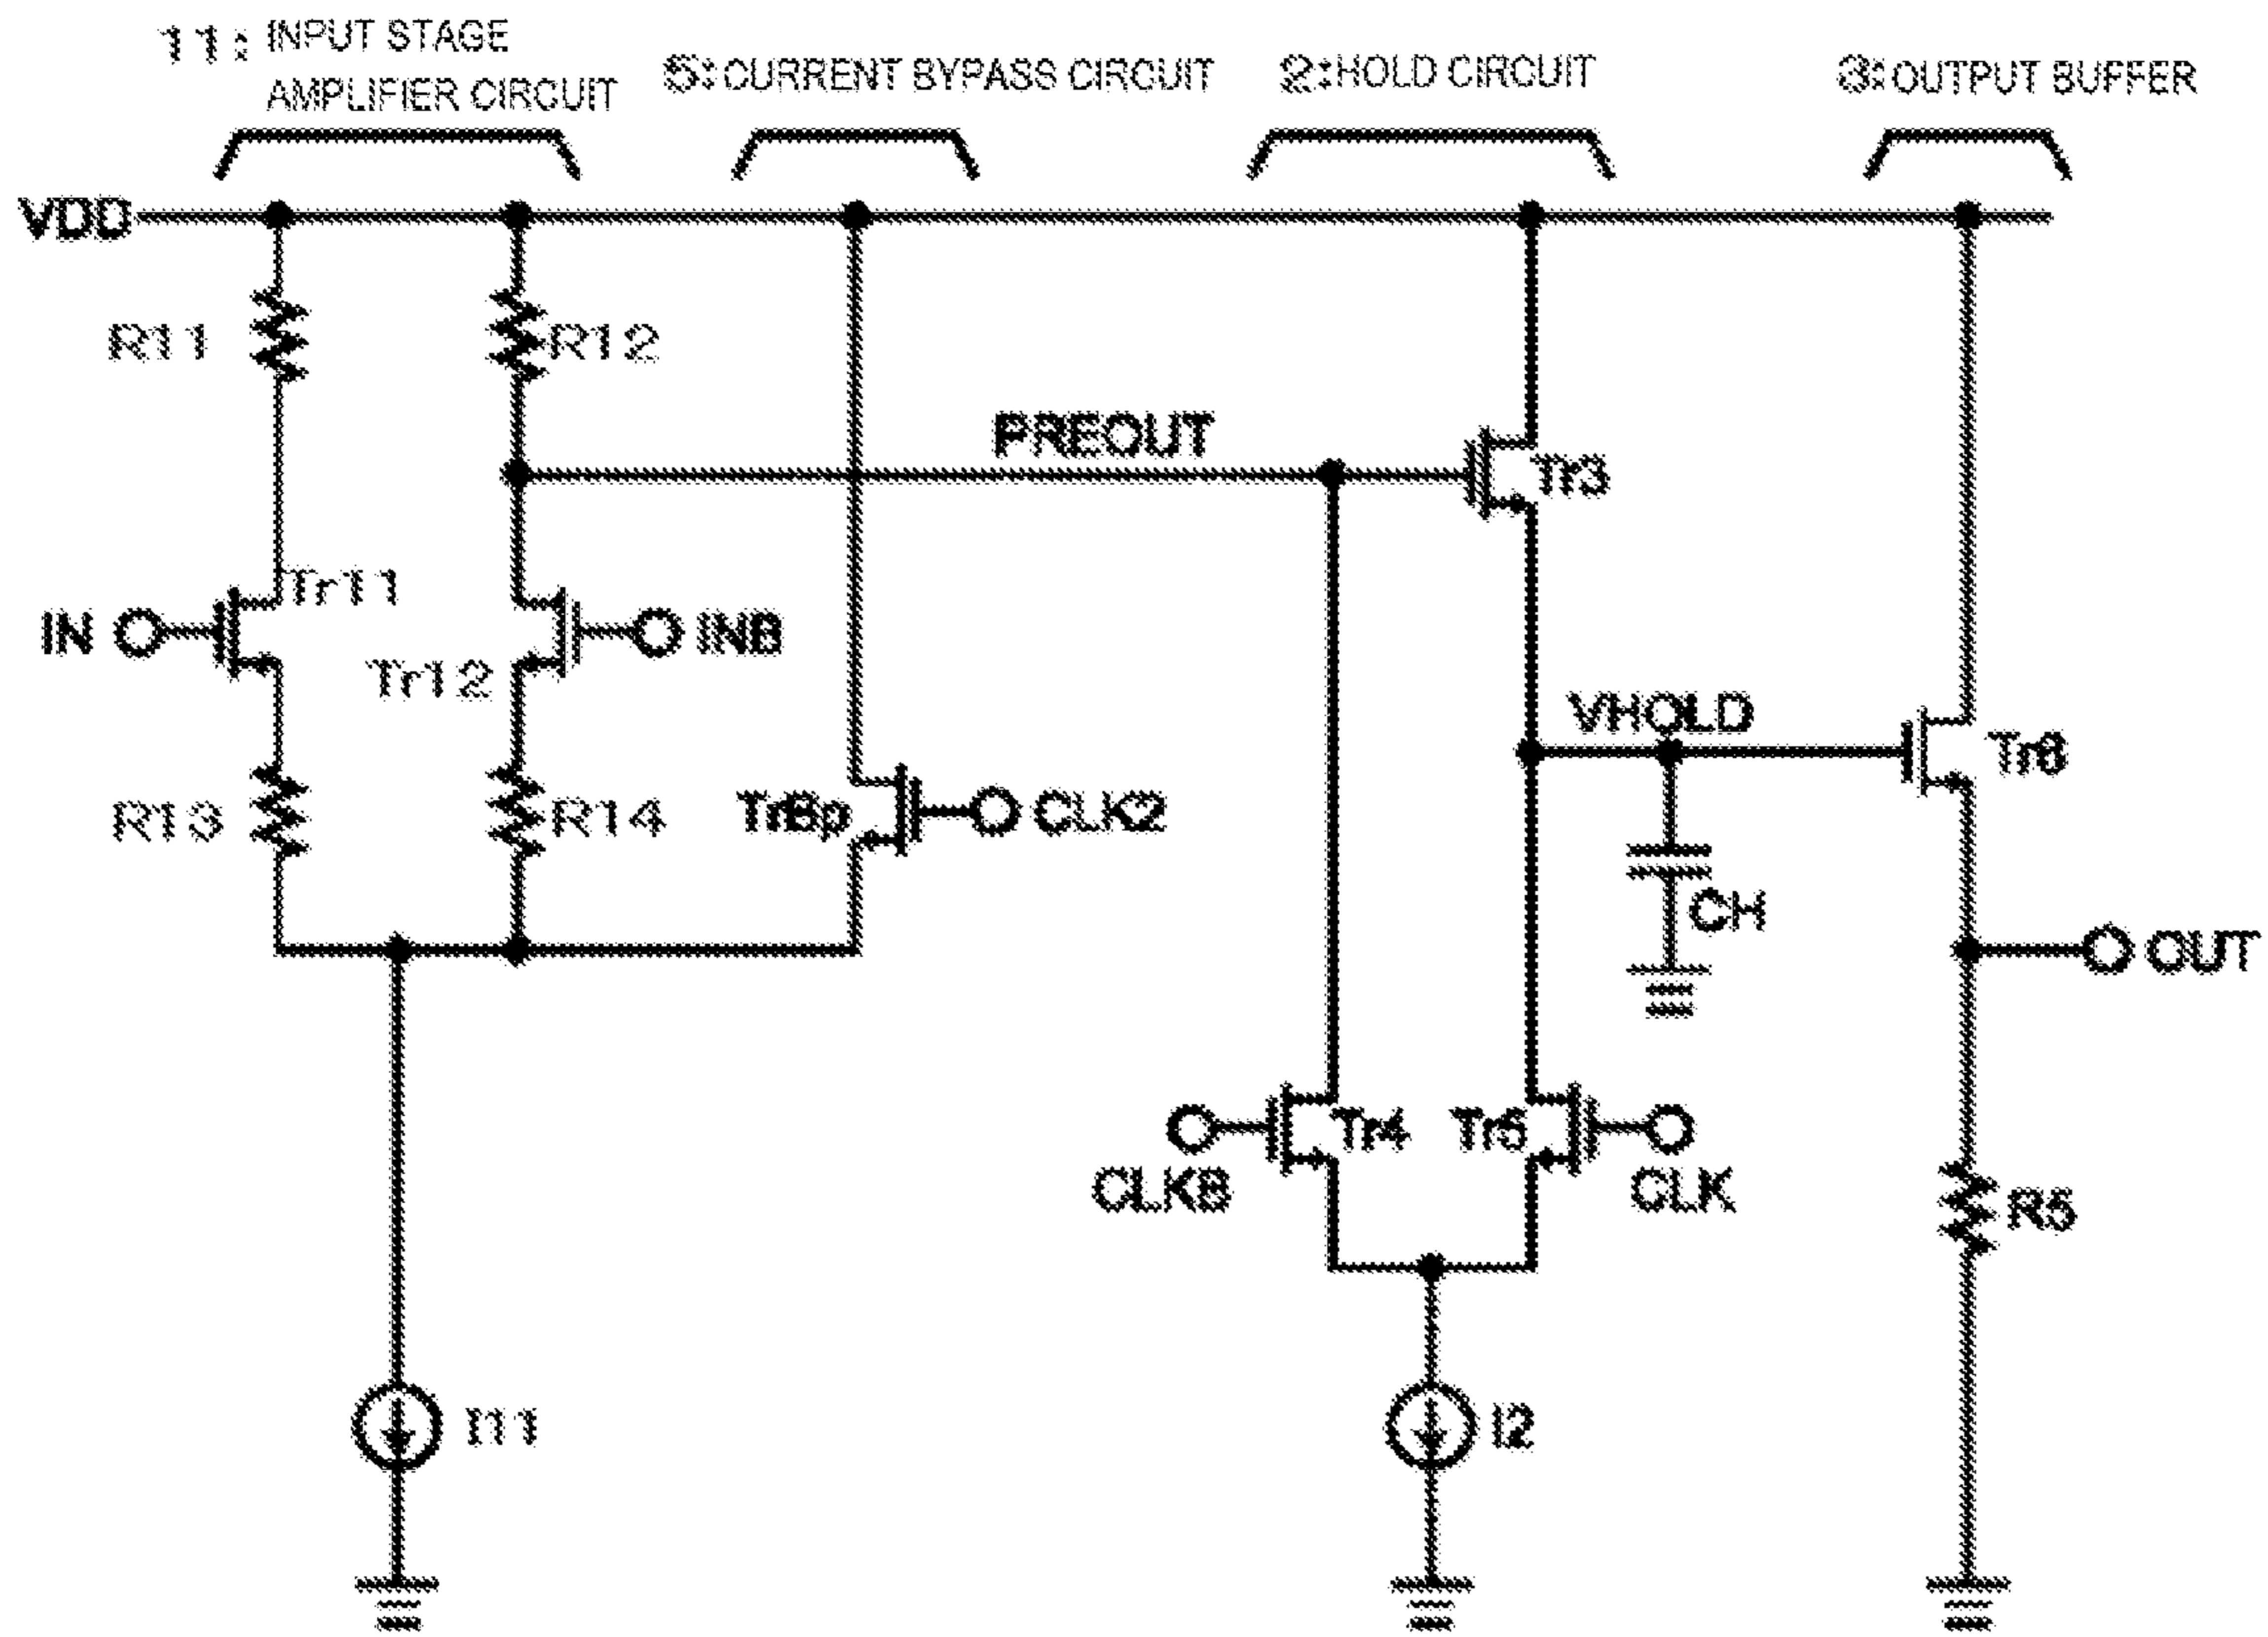 11: INPUT STAGE
AMPLIFIER CIRCUIT
5: CURRENT BYPASS CIRCUIT
2: HOLD CIRCUIT
3: OUTPUT BUFFER
VDD
R11
R12
PREOUT
Tr3
Tr11
IN
INB
Tr12
VHOLD
Tr6
R13
R14
TrBp
CLK2
CH
OUT
Tr4
Tr5
CLKB
CLK
R5
I11
I2